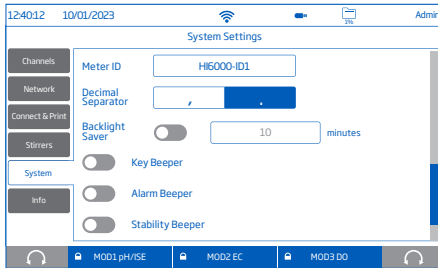 12:40:12 10/01/2023 1% Admin
System Settings
Channels
Network
Connect & Print
Stirrers
System
Info
Meter ID HI6000-ID1
Decimal Separator , .
Backlight Saver 10 minutes
Key Beeper
Alarm Beeper
Stability Beeper
MOD1 pH/ISE MOD2 EC MOD3 DO